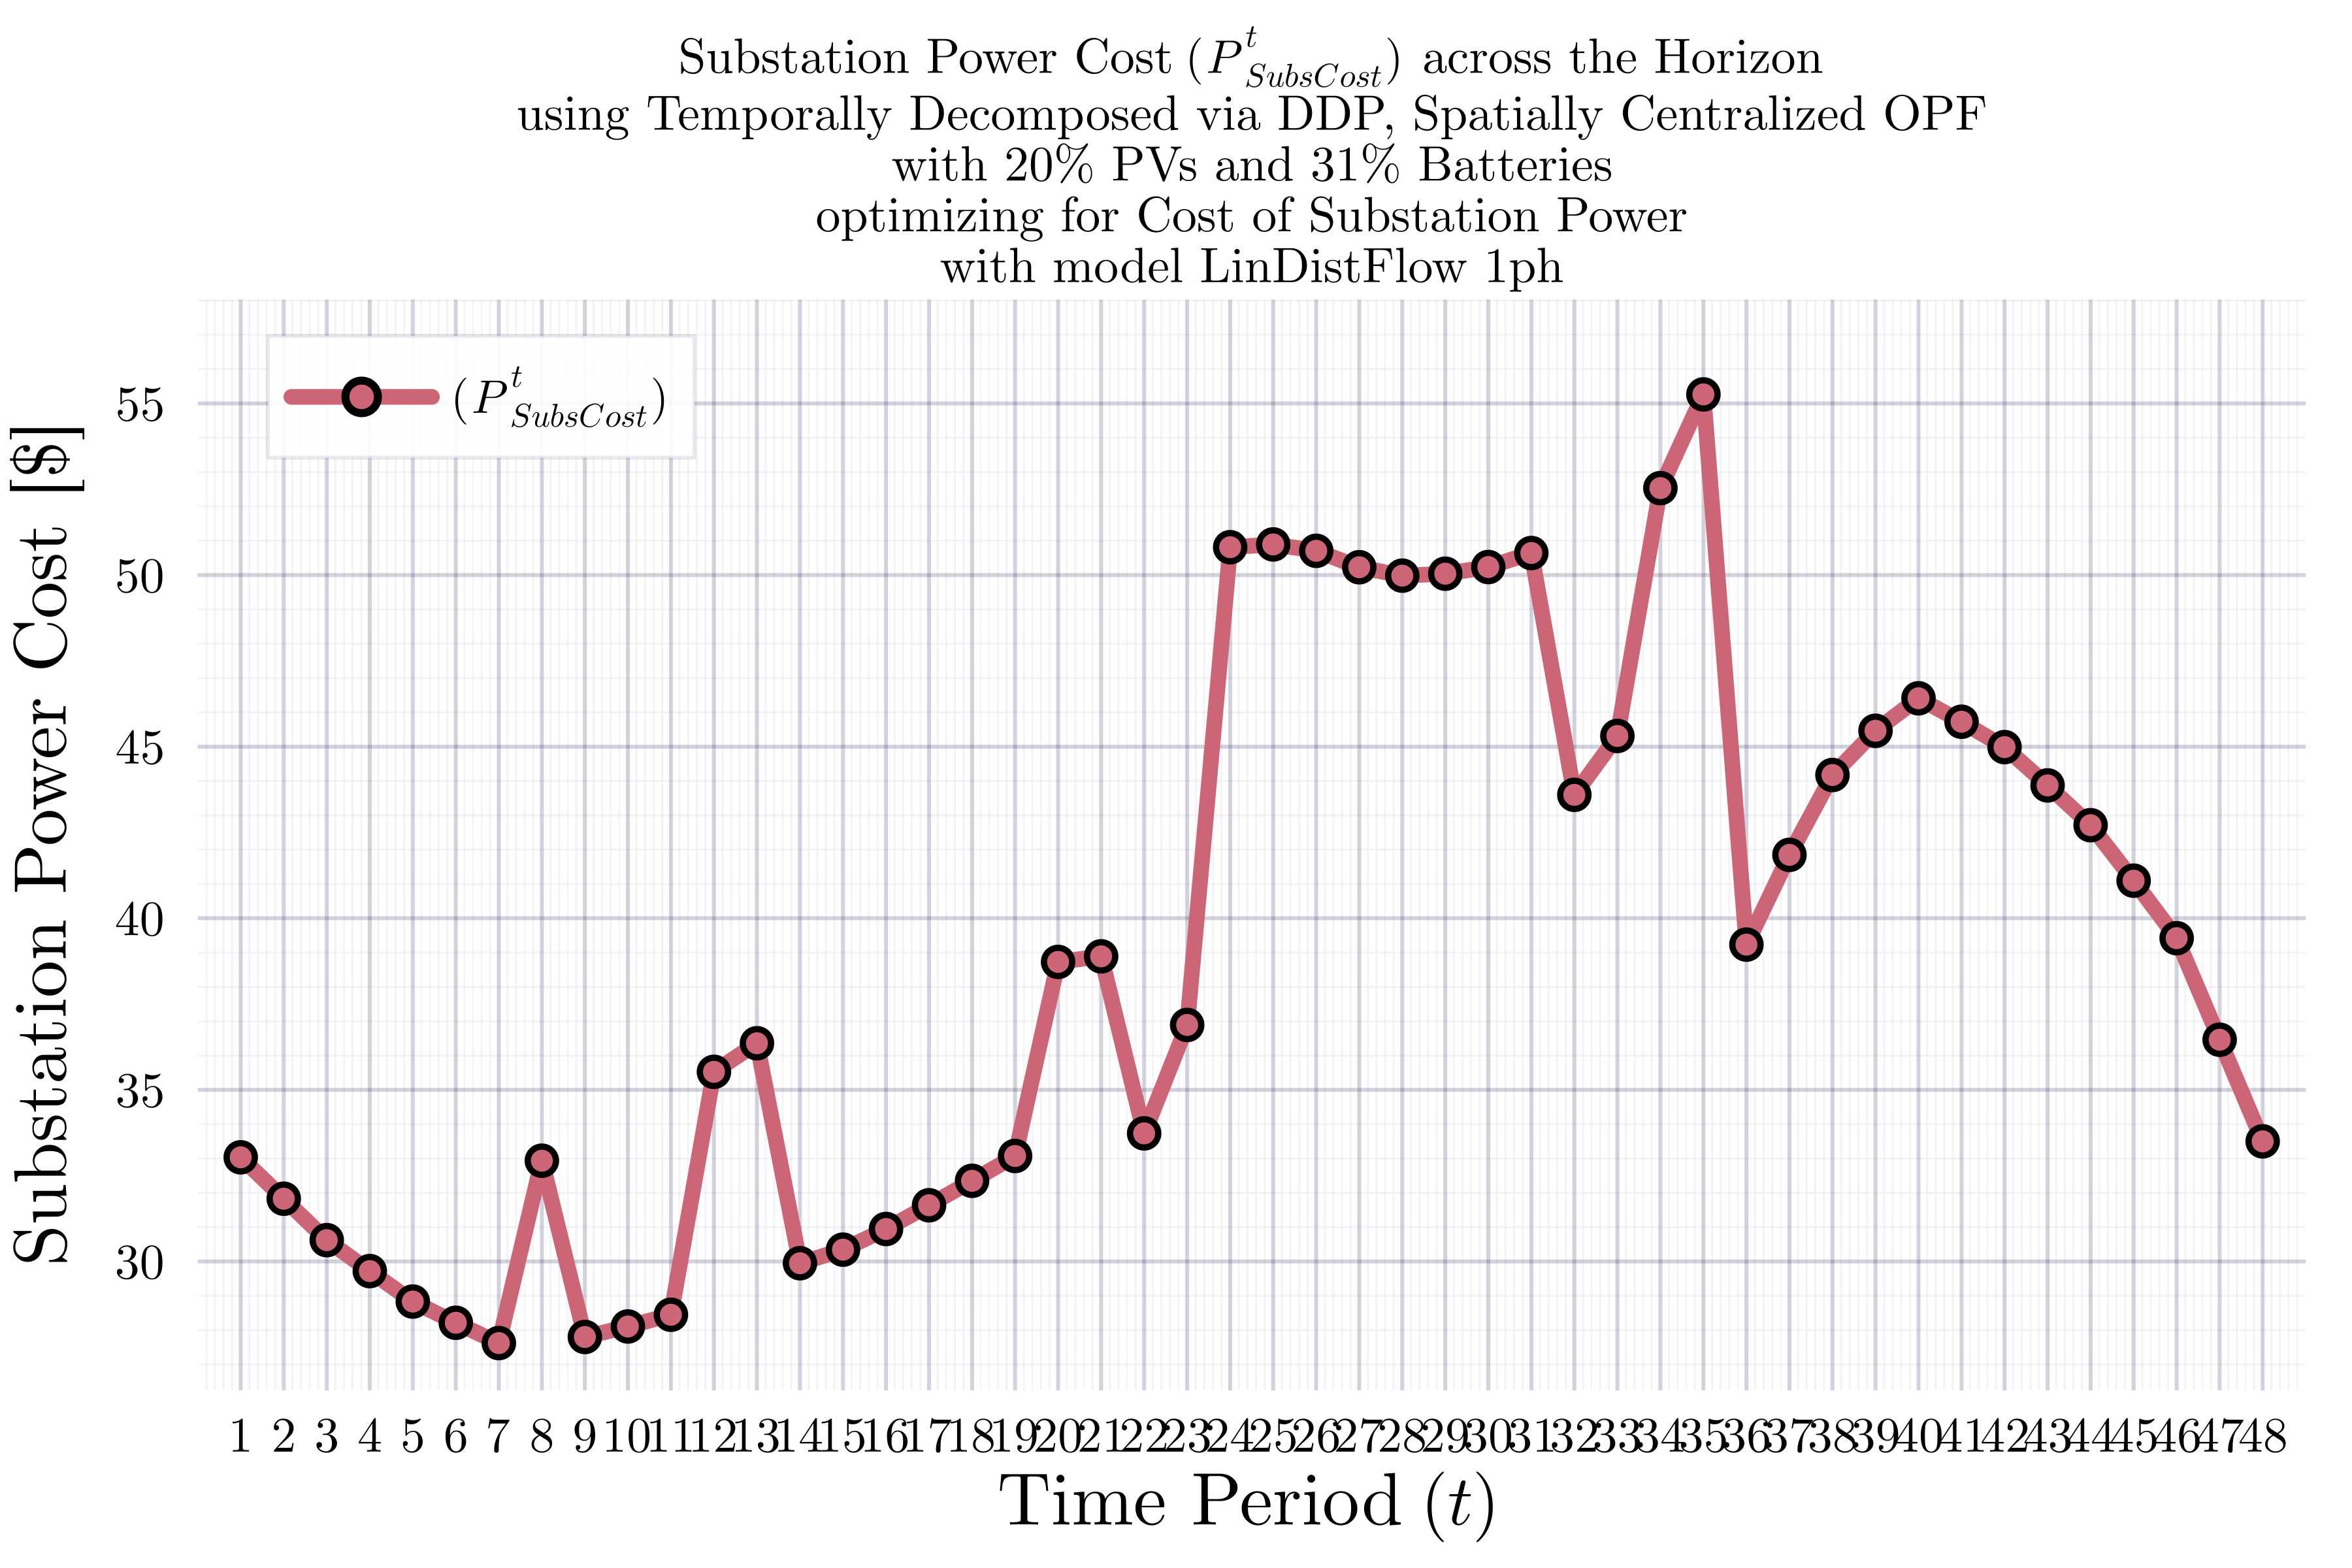 Substation Power Cost (P^t_SubsCost) across the Horizon
using Temporally Decomposed via DDP, Spatially Centralized OPF
with 20% PVs and 31% Batteries
optimizing for Cost of Substation Power
with model LinDistFlow 1ph
(P^t_SubsCost)
Substation Power Cost [$]
55
50
45
40
35
30
1 2 3 4 5 6 7 8 9 10 11 12 13 14 15 16 17 18 19 20 21 22 23 24 25 26 27 28 29 30 31 32 33 34 35 36 37 38 39 40 41 42 43 44 45 46 47 48
Time Period (t)